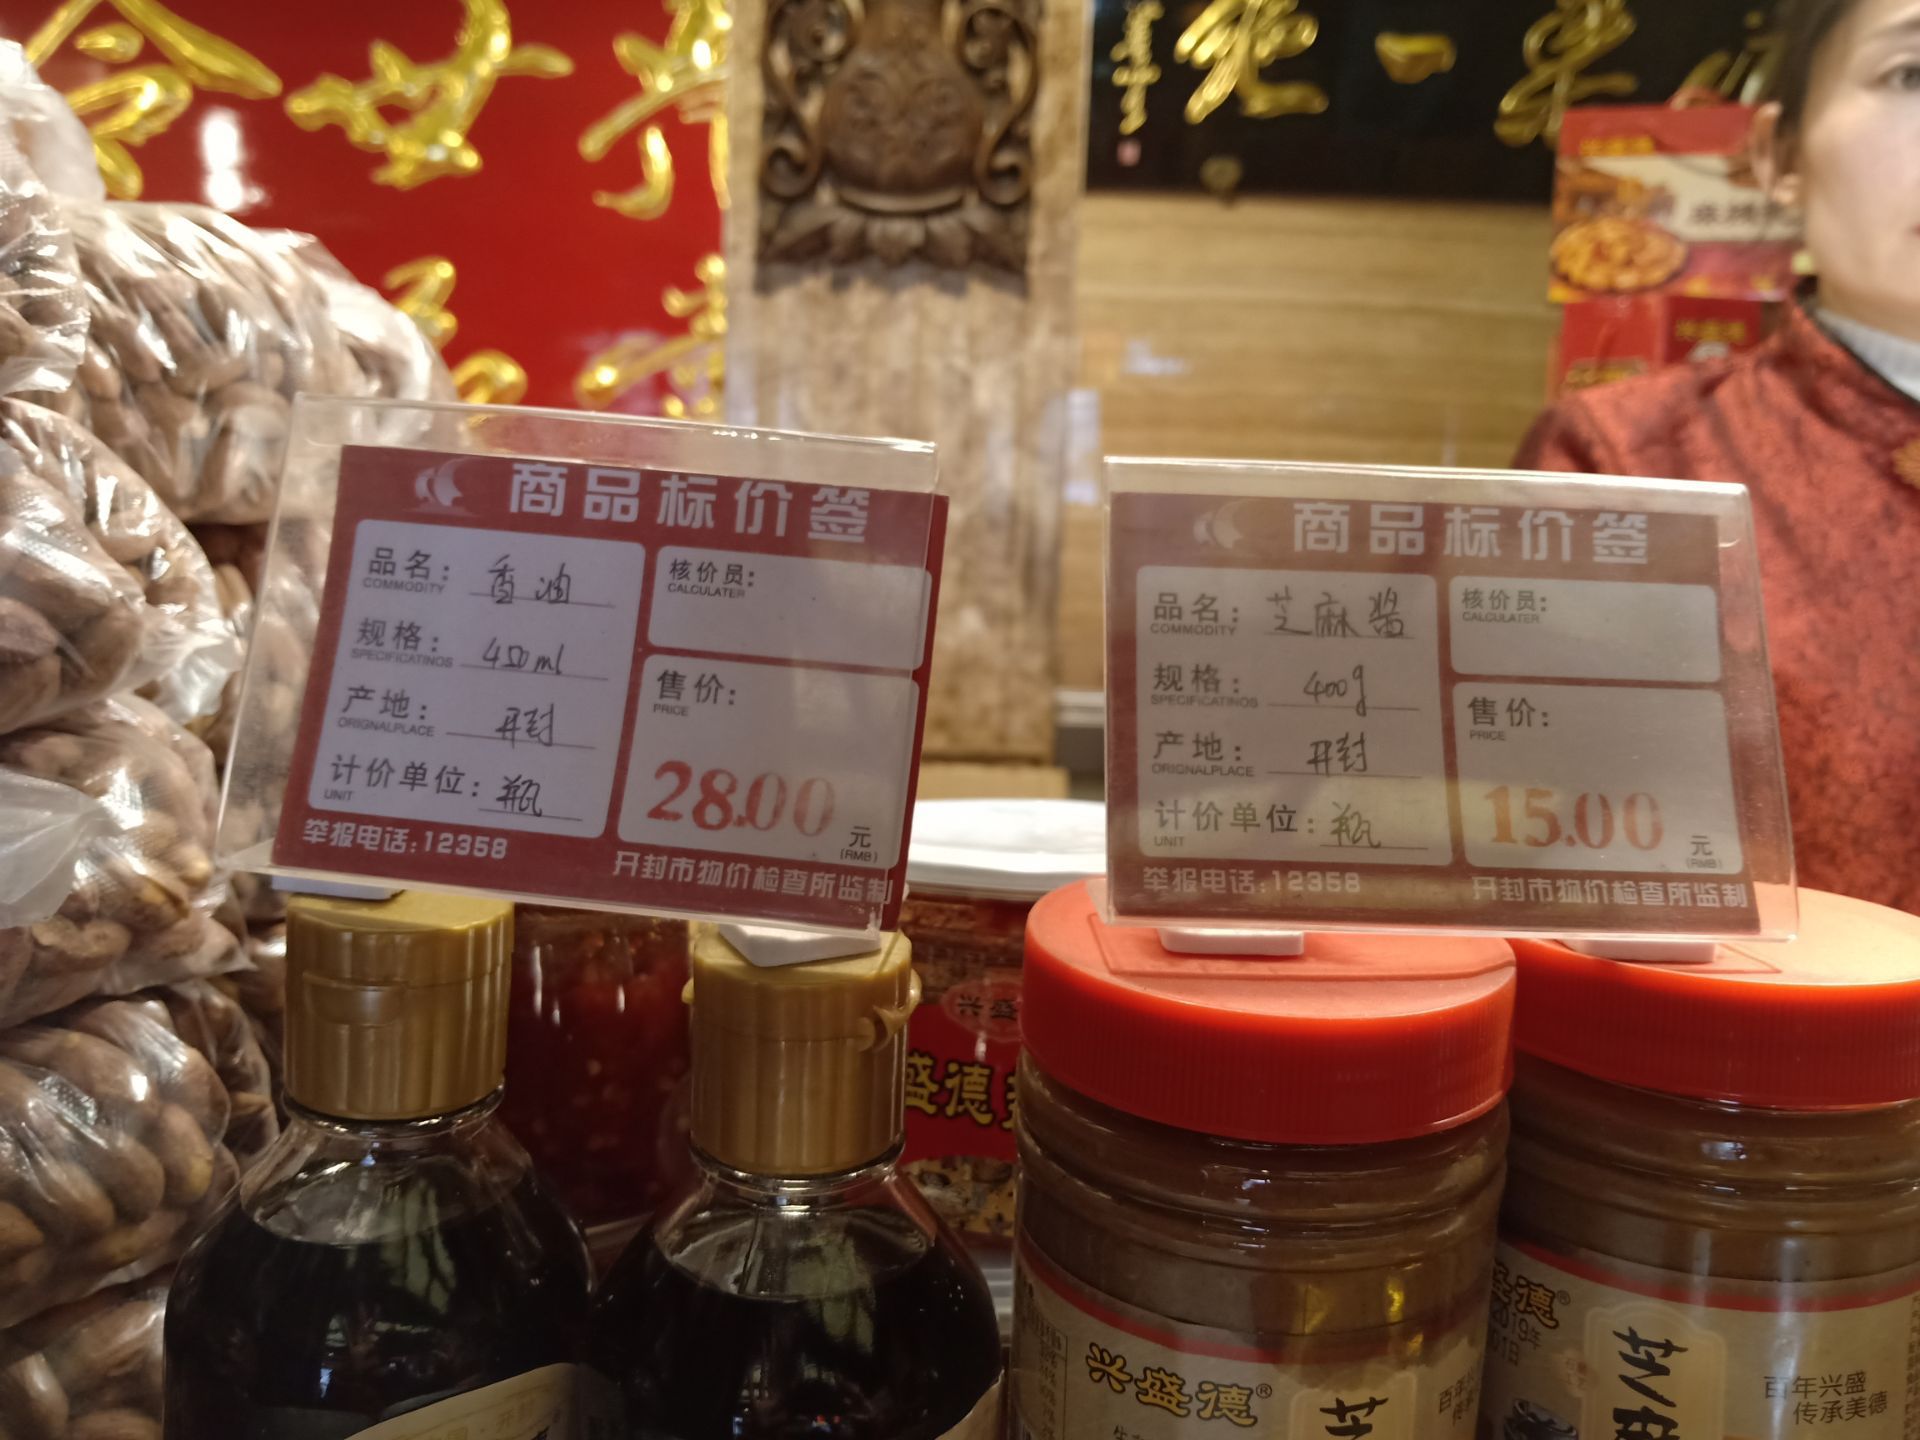 商品标价签
品名： 香油
COMMODITY
规格： 450ml
SPECIFICATINOS
产地： 开封
ORIGNALPLACE
计价单位： 瓶
UNIT
核价员：
CALCULATER
售价：
PRICE
28.00
元
(RMB)
举报电话:12358
开封市物价检查所监制
商品标价签
品名： 芝麻酱
COMMODITY
规格： 400g
SPECIFICATINOS
产地： 开封
ORIGNALPLACE
计价单位： 瓶
UNIT
核价员：
CALCULATER
售价：
PRICE
15.00
元
(RMB)
举报电话:12358
开封市物价检查所监制
盛德
兴盛德®
芝
德®
芝麻
百年兴盛
传承美德